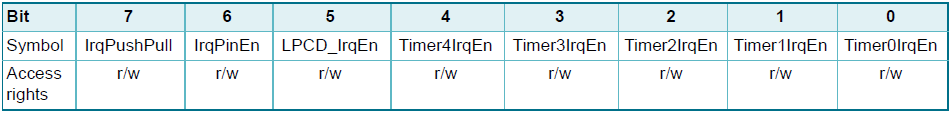 Bit 7 6 5 4 3 2 1 0
Symbol IrqPushPull IrqPinEn LPCD_IrqEn Timer4IrqEn Timer3IrqEn Timer2IrqEn Timer1IrqEn Timer0IrqEn
Access r/w r/w r/w r/w r/w r/w r/w r/w
rights